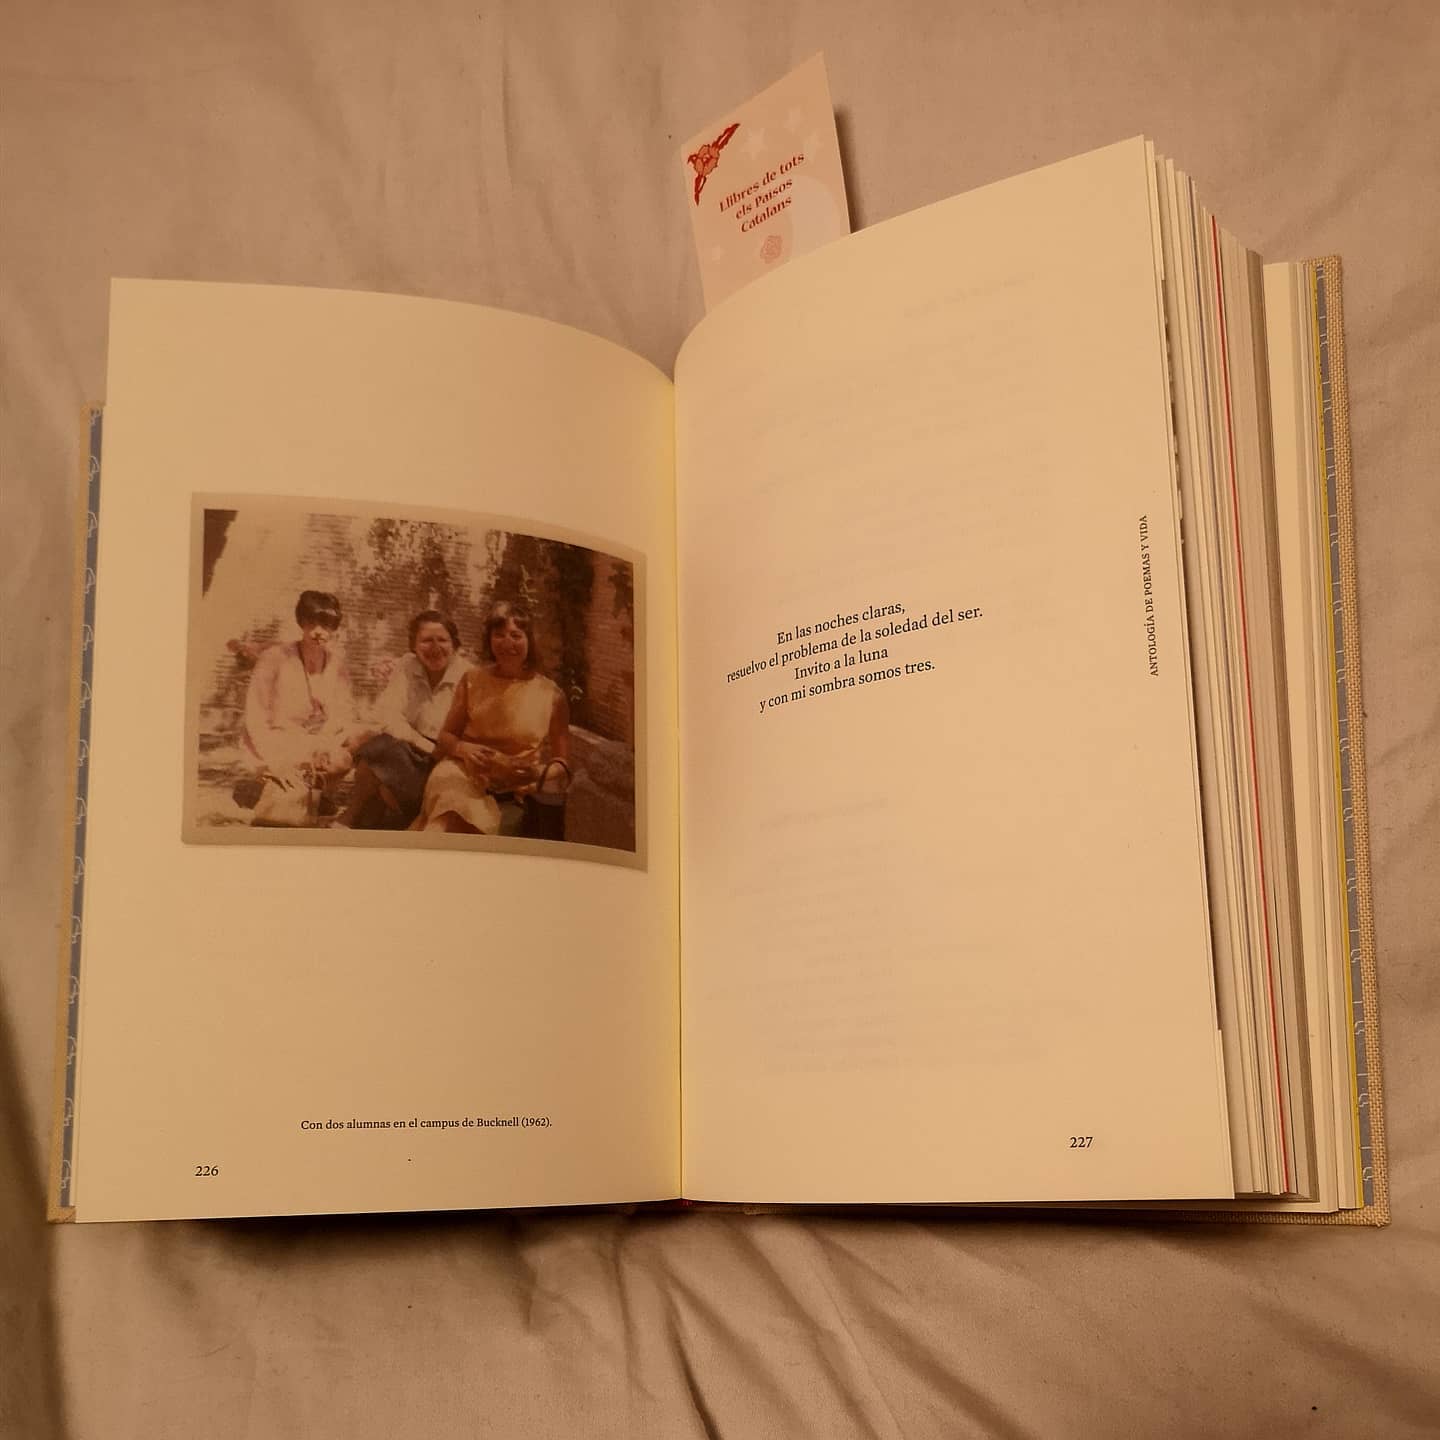 Llibres de tots
els Països
Catalans
Con dos alumnas en el campus de Bucknell (1962).
226
En las noches claras,
resuelvo el problema de la soledad del ser.
Invito a la luna
y con mi sombra somos tres.
ANTOLOGÍA DE POEMAS Y VIDA
227